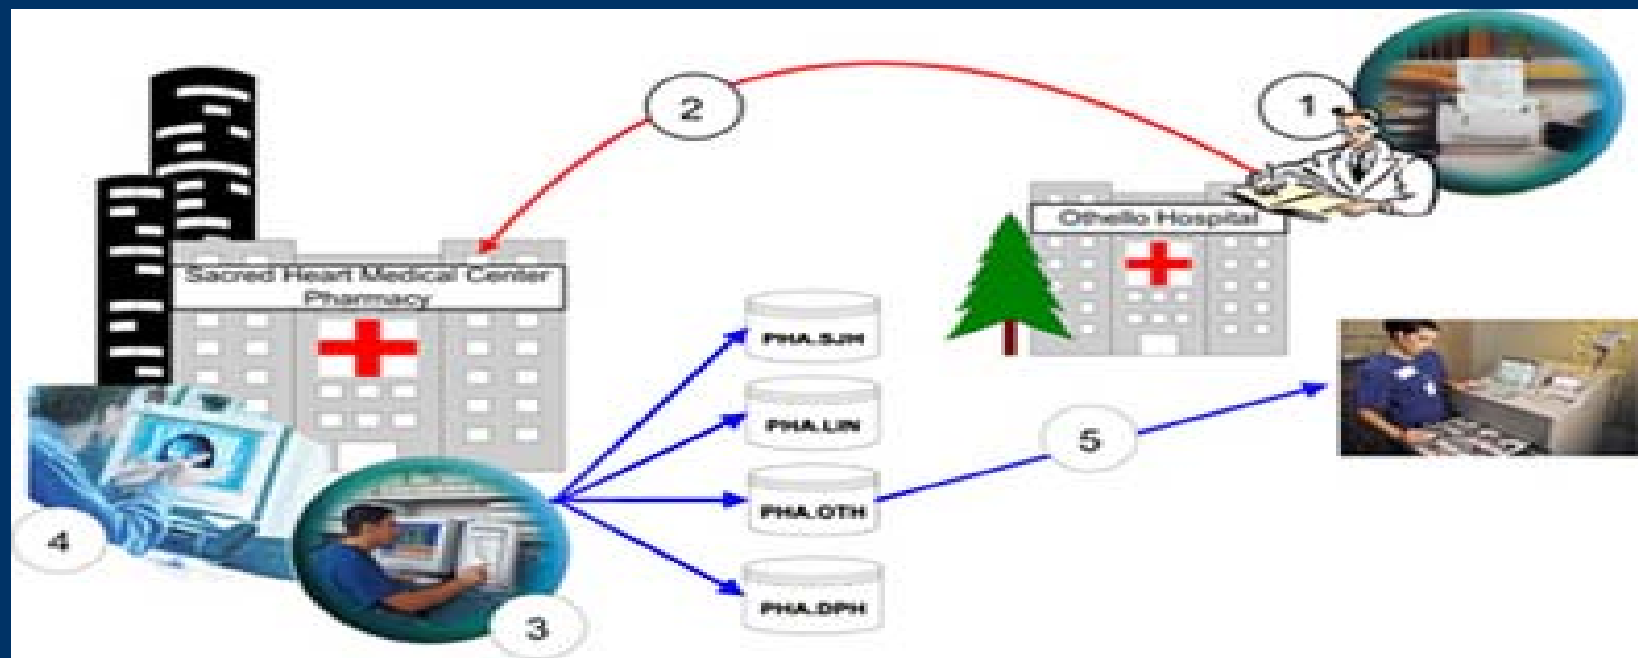 2
1
Othello Hospital
Sacred Heart Medical Center
Pharmacy
PHA.SJH
PHA.LIN
5
PHA.OTH
4
PHA.DPH
3